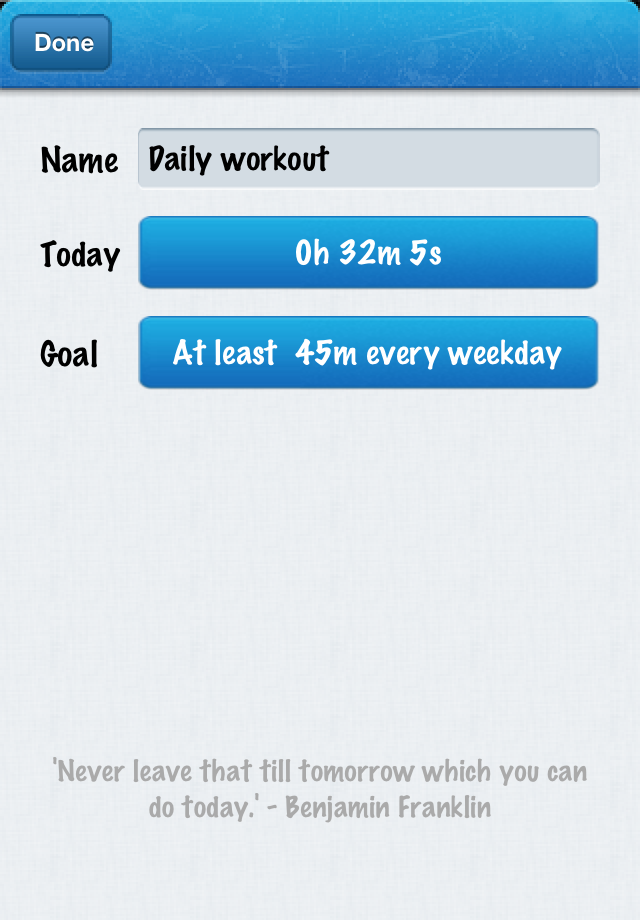 Done
Name Daily workout
Today 0h 32m 5s
Goal At least 45m every weekday
'Never leave that till tomorrow which you can
do today.' - Benjamin Franklin